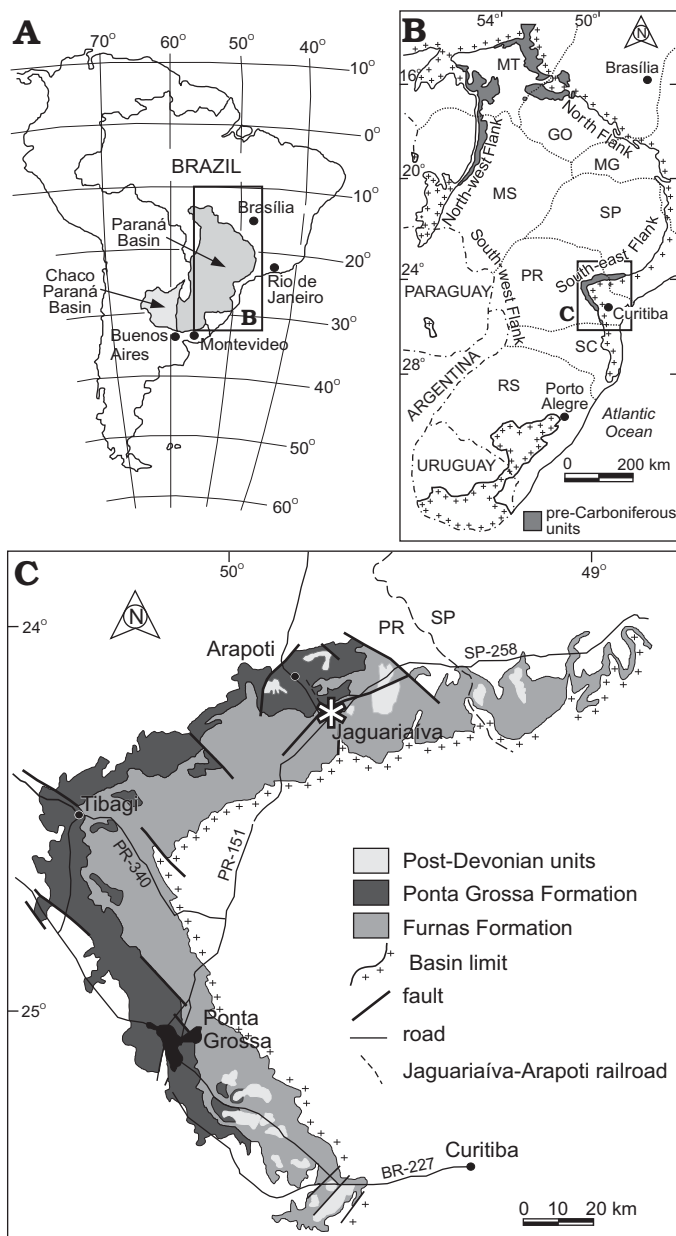 A
70° 60° 50° 40°
10°
0°
BRAZIL
10°
Brasília
Paraná
Basin
20°
Chaco
Paraná
Basin
Rio de
Janeiro
B
30°
Buenos
Aires
Montevideo
40°
50°
60°
B
54° 50°
N
MT
Brasília
16°
North Flank
GO
MG
20°
North-west Flank
MS
SP
South-west Flank
South-east Flank
24°
PR
PARAGUAY
C
Curitiba
SC
28°
ARGENTINA
RS
Porto
Alegre
Atlantic
Ocean
URUGUAY
0 200 km
pre-Carboniferous
units
C
50° 49°
24°
N
PR SP
SP-258
Arapoti
Jaguariaíva
Tibagi
PR-340
PR-151
Post-Devonian units
Ponta Grossa Formation
Furnas Formation
Basin limit
fault
road
Jaguariaíva-Arapoti railroad
25°
Ponta
Grossa
Curitiba
BR-227
0 10 20 km